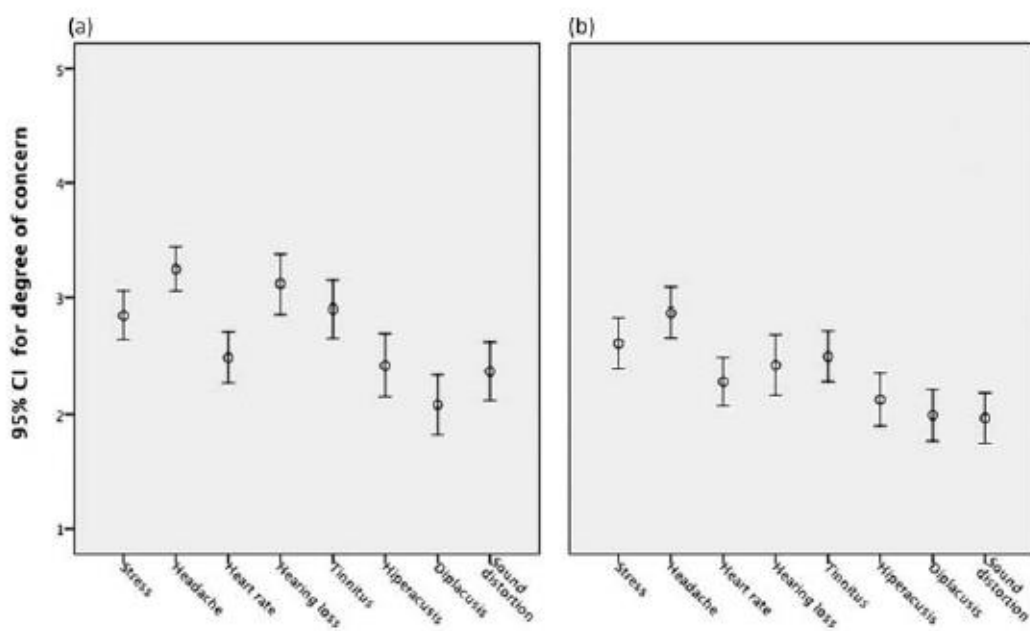 (a)
(b)
95% CI for degree of concern
5
4
3
2
1
Stress
Headache
Heart rate
Hearing loss
Tinnitus
Hiperacusis
Diplacusis
Sound
distortion
Stress
Headache
Heart rate
Hearing loss
Tinnitus
Hiperacusis
Diplacusis
Sound
distortion